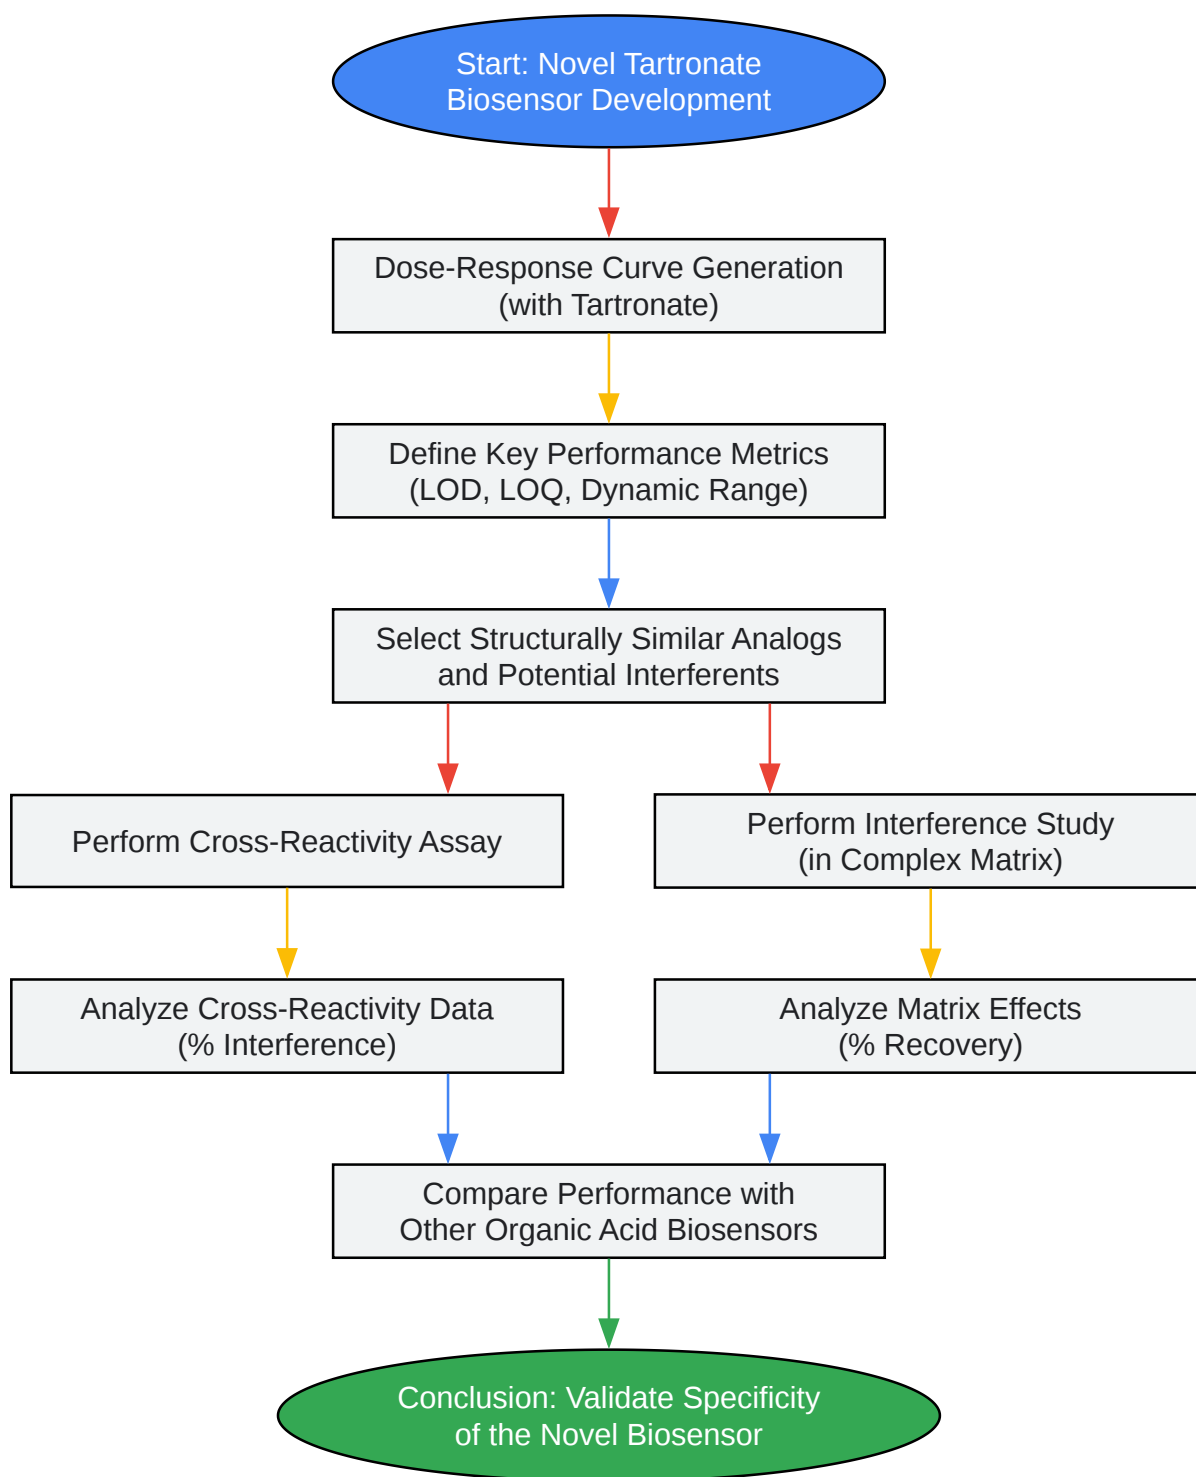 Start: Novel Tartronate
Biosensor Development
Dose-Response Curve Generation
(with Tartronate)
Define Key Performance Metrics
(LOD, LOQ, Dynamic Range)
Select Structurally Similar Analogs
and Potential Interferents
Perform Cross-Reactivity Assay
Perform Interference Study
(in Complex Matrix)
Analyze Cross-Reactivity Data
(% Interference)
Analyze Matrix Effects
(% Recovery)
Compare Performance with
Other Organic Acid Biosensors
Conclusion: Validate Specificity
of the Novel Biosensor